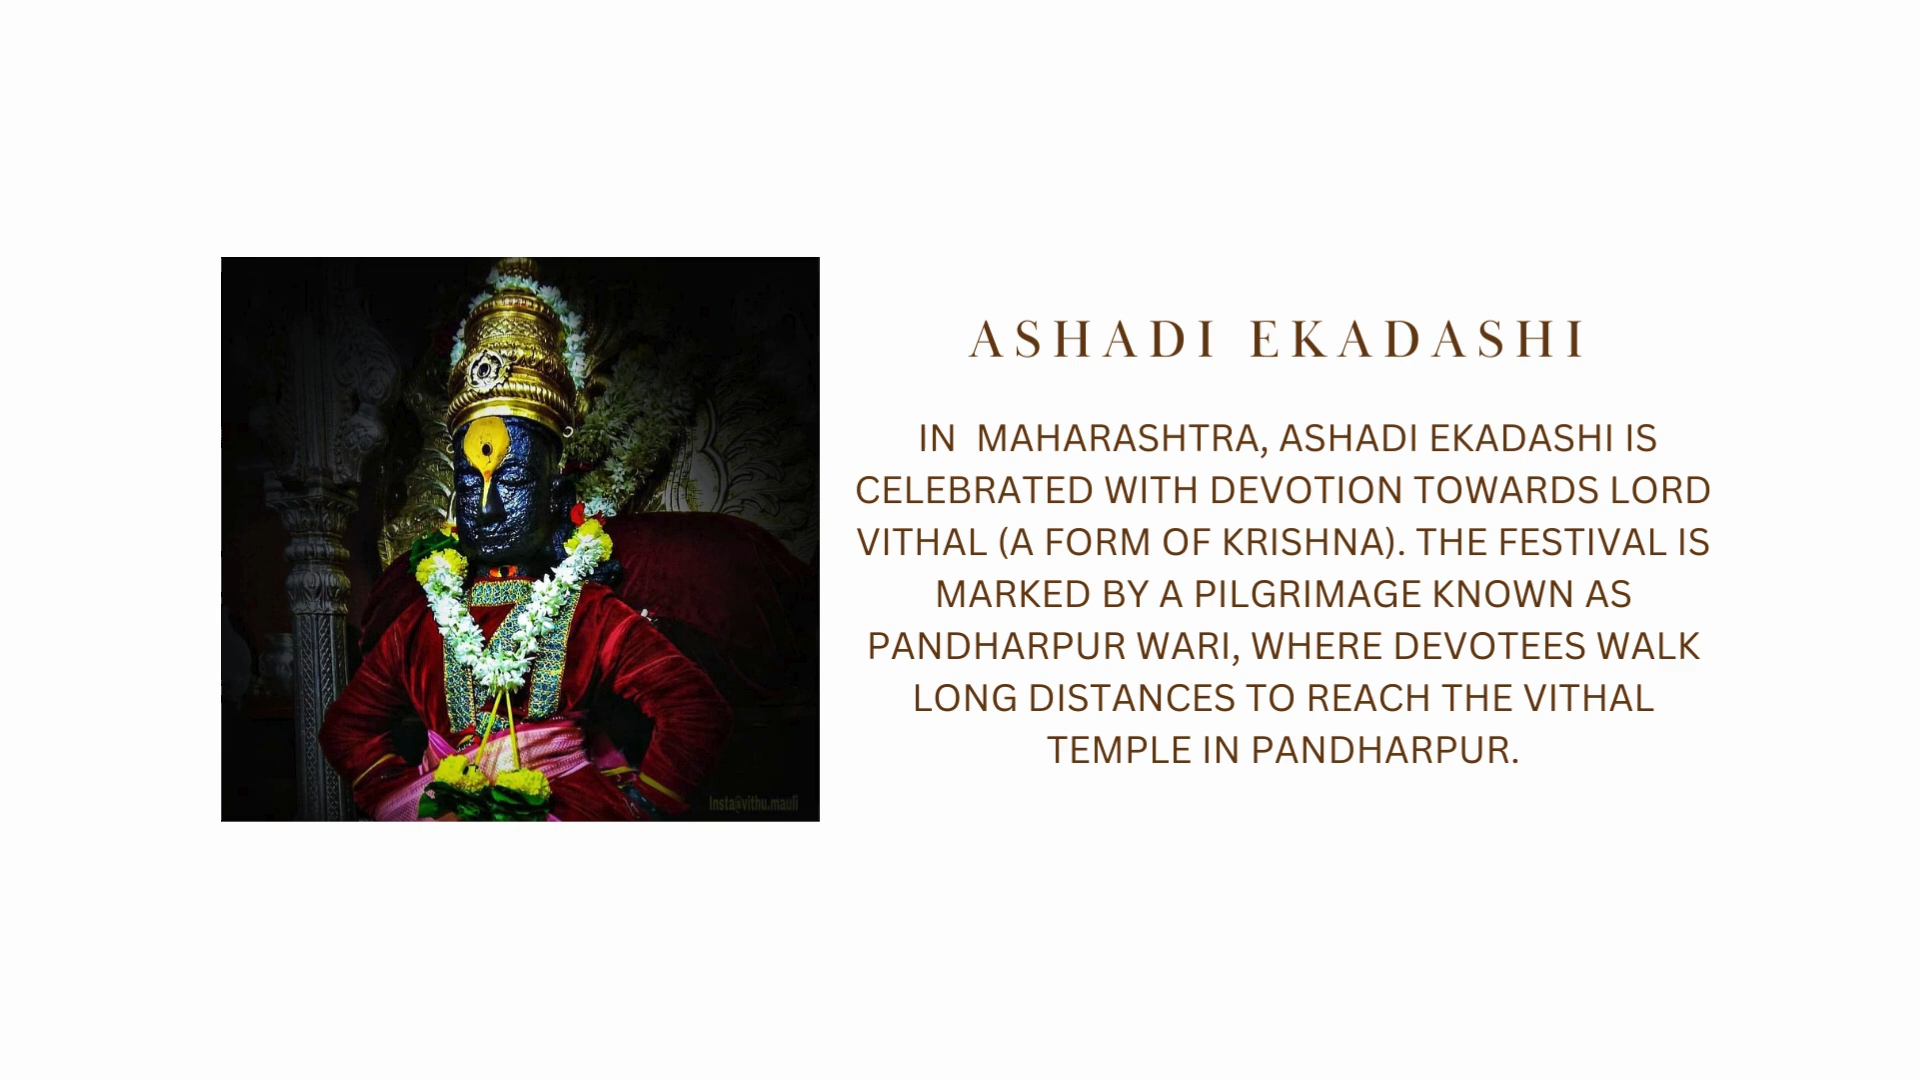 ASHADI EKADASHI
IN MAHARASHTRA, ASHADI EKADASHI IS
CELEBRATED WITH DEVOTION TOWARDS LORD
VITHAL (A FORM OF KRISHNA). THE FESTIVAL IS
MARKED BY A PILGRIMAGE KNOWN AS
PANDHARPUR WARI, WHERE DEVOTEES WALK
LONG DISTANCES TO REACH THE VITHAL
TEMPLE IN PANDHARPUR.
Insta@vithu.mauli